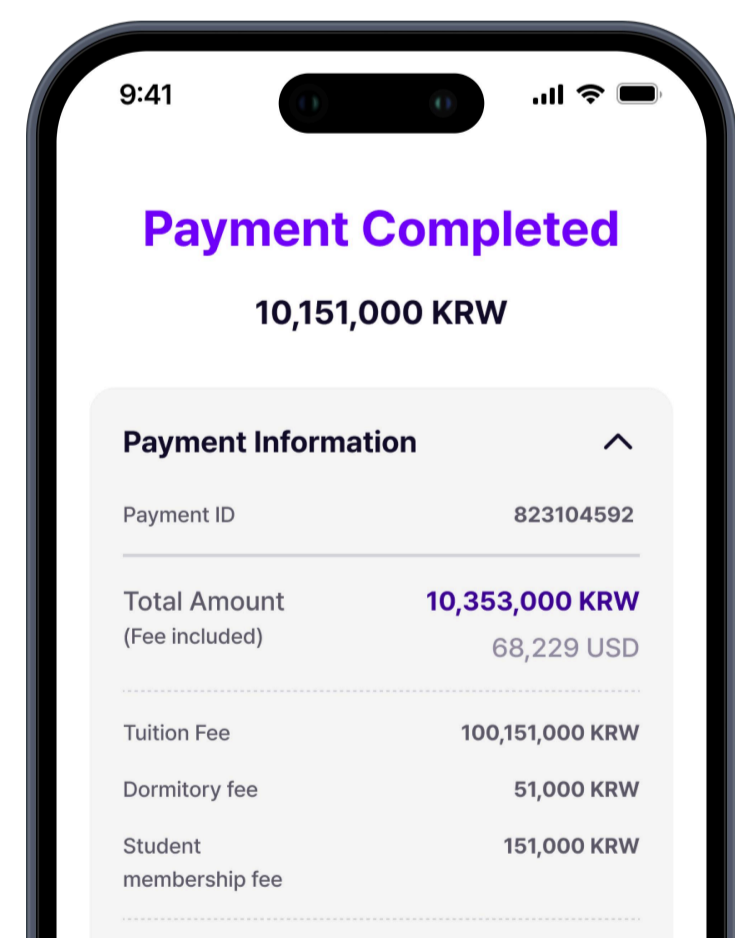 9:41
Payment Completed
10,151,000 KRW
Payment Information
Payment ID 823104592
Total Amount 10,353,000 KRW
(Fee included) 68,229 USD
Tuition Fee 100,151,000 KRW
Dormitory fee 51,000 KRW
Student 151,000 KRW
membership fee